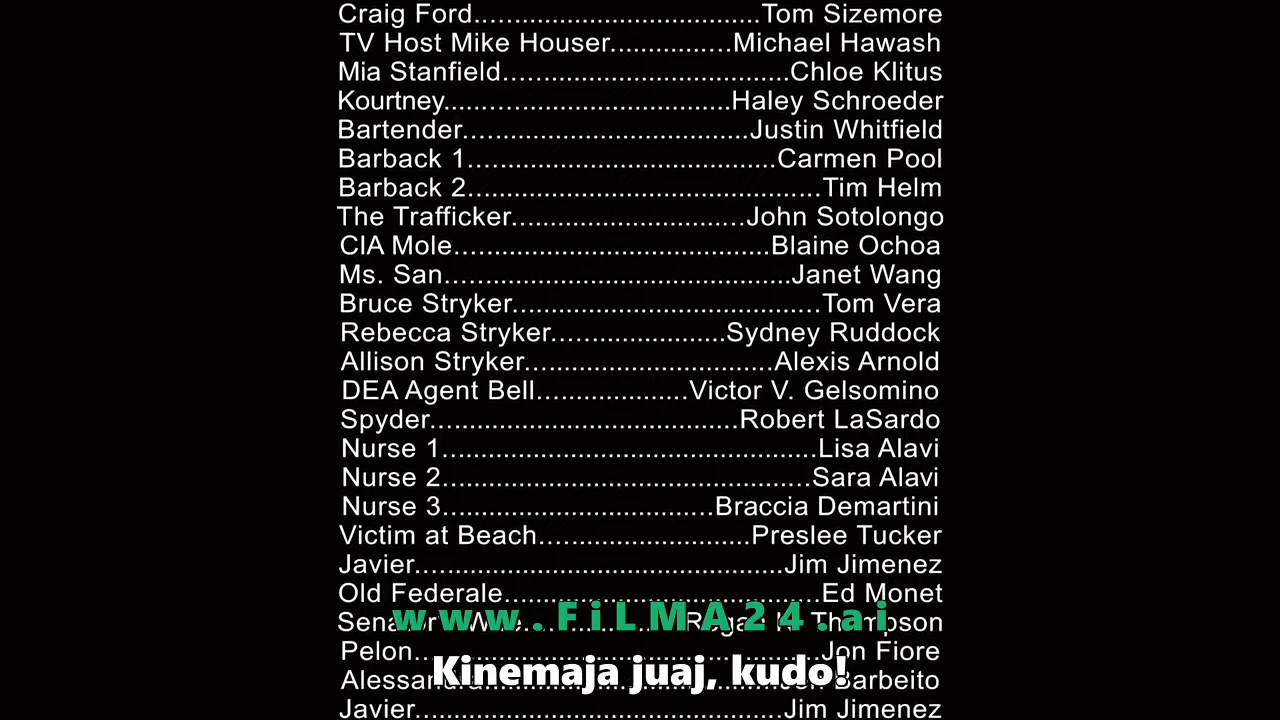 Craig Ford..............................Tom Sizemore
TV Host Mike Houser................Michael Hawash
Mia Stanfield..............................Chloe Klitus
Kourtney..............................Haley Schroeder
Bartender..............................Justin Whitfield
Barback 1..............................Carmen Pool
Barback 2..............................Tim Helm
The Trafficker........................John Sotolongo
CIA Mole..............................Blaine Ochoa
Ms. San..............................Janet Wang
Bruce Stryker..............................Tom Vera
Rebecca Stryker......................Sydney Ruddock
Allison Stryker........................Alexis Arnold
DEA Agent Bell..................Victor V. Gelsomino
Spyder..............................Robert LaSardo
Nurse 1..............................Lisa Alavi
Nurse 2..............................Sara Alavi
Nurse 3..........................Braccia Demartini
Victim at Beach......................Preslee Tucker
Javier..............................Jim Jimenez
Old Federale..............................Ed Monet
www.FiLMA24.ai
Pelon..............................Jon Fiore
Kinemaja juaj, kudo!
Barbeito
Javier..............................Jim Jimenez